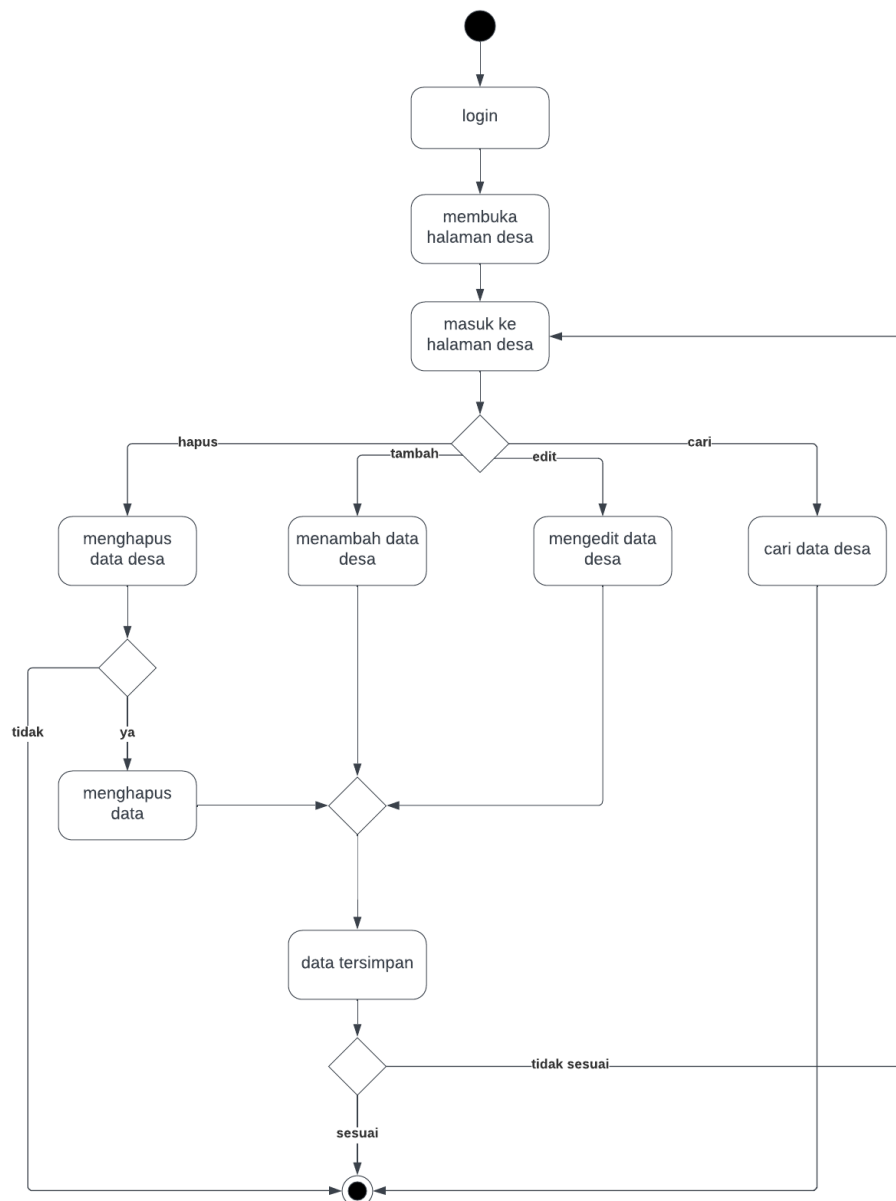 login
membuka
halaman desa
masuk ke
halaman desa
hapus
tambah
edit
cari
menghapus
data desa
menambah data
desa
mengedit data
desa
cari data desa
tidak
ya
menghapus
data
data tersimpan
tidak sesuai
sesuai